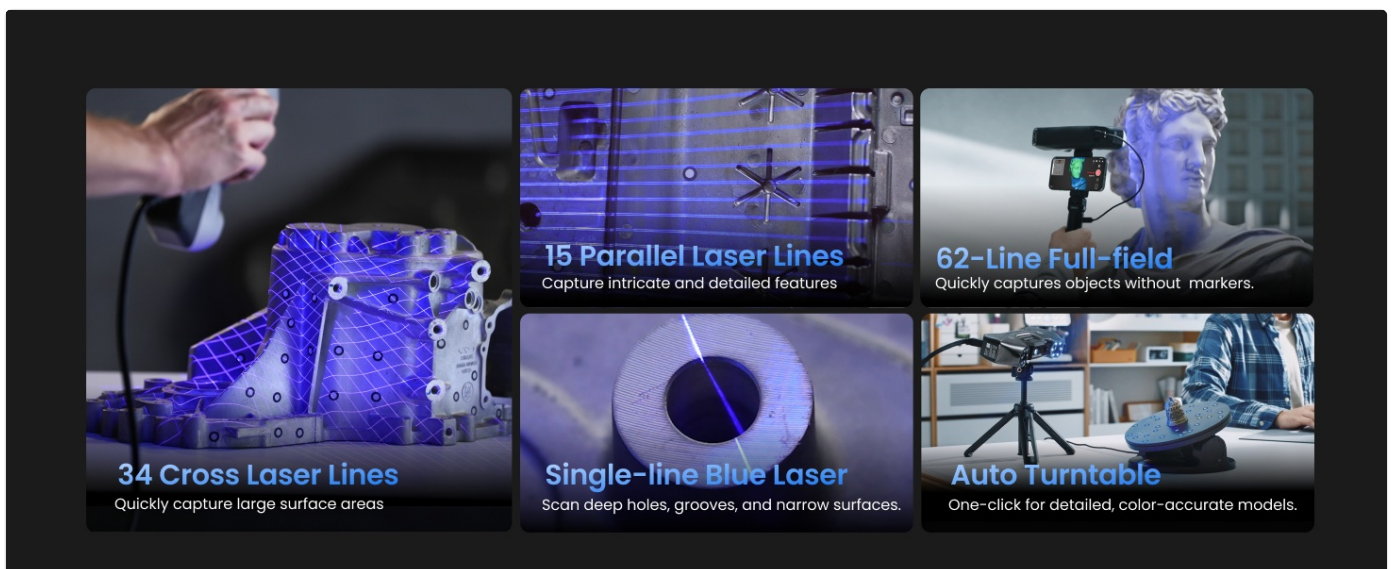 34 Cross Laser Lines
Quickly capture large surface areas
15 Parallel Laser Lines
Capture intricate and detailed features
62-Line Full-field
Quickly captures objects without  markers.
Single-line Blue Laser
Scan deep holes, grooves, and narrow surfaces.
Auto Turntable
One-click for detailed, color-accurate models.